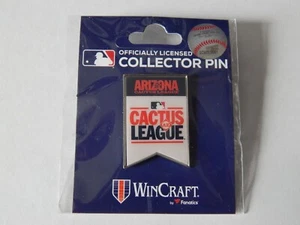 OFFICIALLY LICENSED
COLLECTOR PIN
ARIZONA
CACTUS
LEAGUE
WINCRAFT
by Fanatics